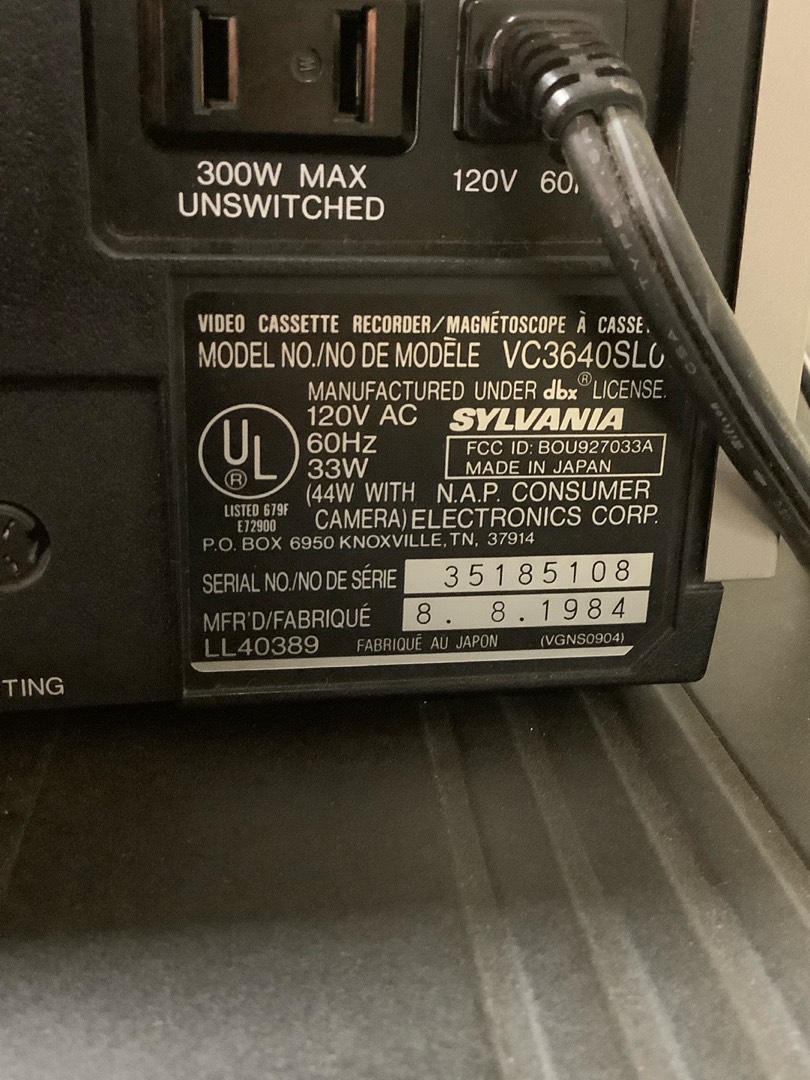 300W MAX
UNSWITCHED
120V
VIDEO CASSETTE RECORDER/MAGNÉTOSCOPE À
MODEL NO./NO DE MODÈLE
MANUFACTURED UNDER dbx® LICENSE.
UL®
LISTED 679F
E72900
120V AC
60Hz
33W
(44W WITH
CAMERA)
SYLVANIA
FCC ID: BOU927033A
MADE IN JAPAN
N.A.P. CONSUMER
ELECTRONICS CORP.
P.O. BOX 6950 KNOXVILLE, TN, 37914
SERIAL NO./NO DE SÉRIE 35185108
MFR'D/FABRIQUÉ 8. 8.1984
LL40389 FABRIQUÉ AU JAPON (VGNS0904)
TING
CSA TYPE